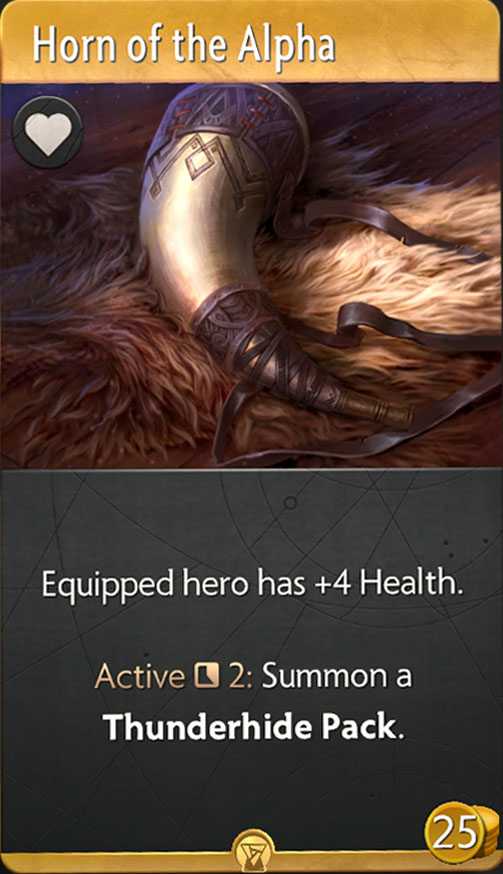 Horn of the Alpha
Equipped hero has +4 Health.
Active 2: Summon a
Thunderhide Pack.
25